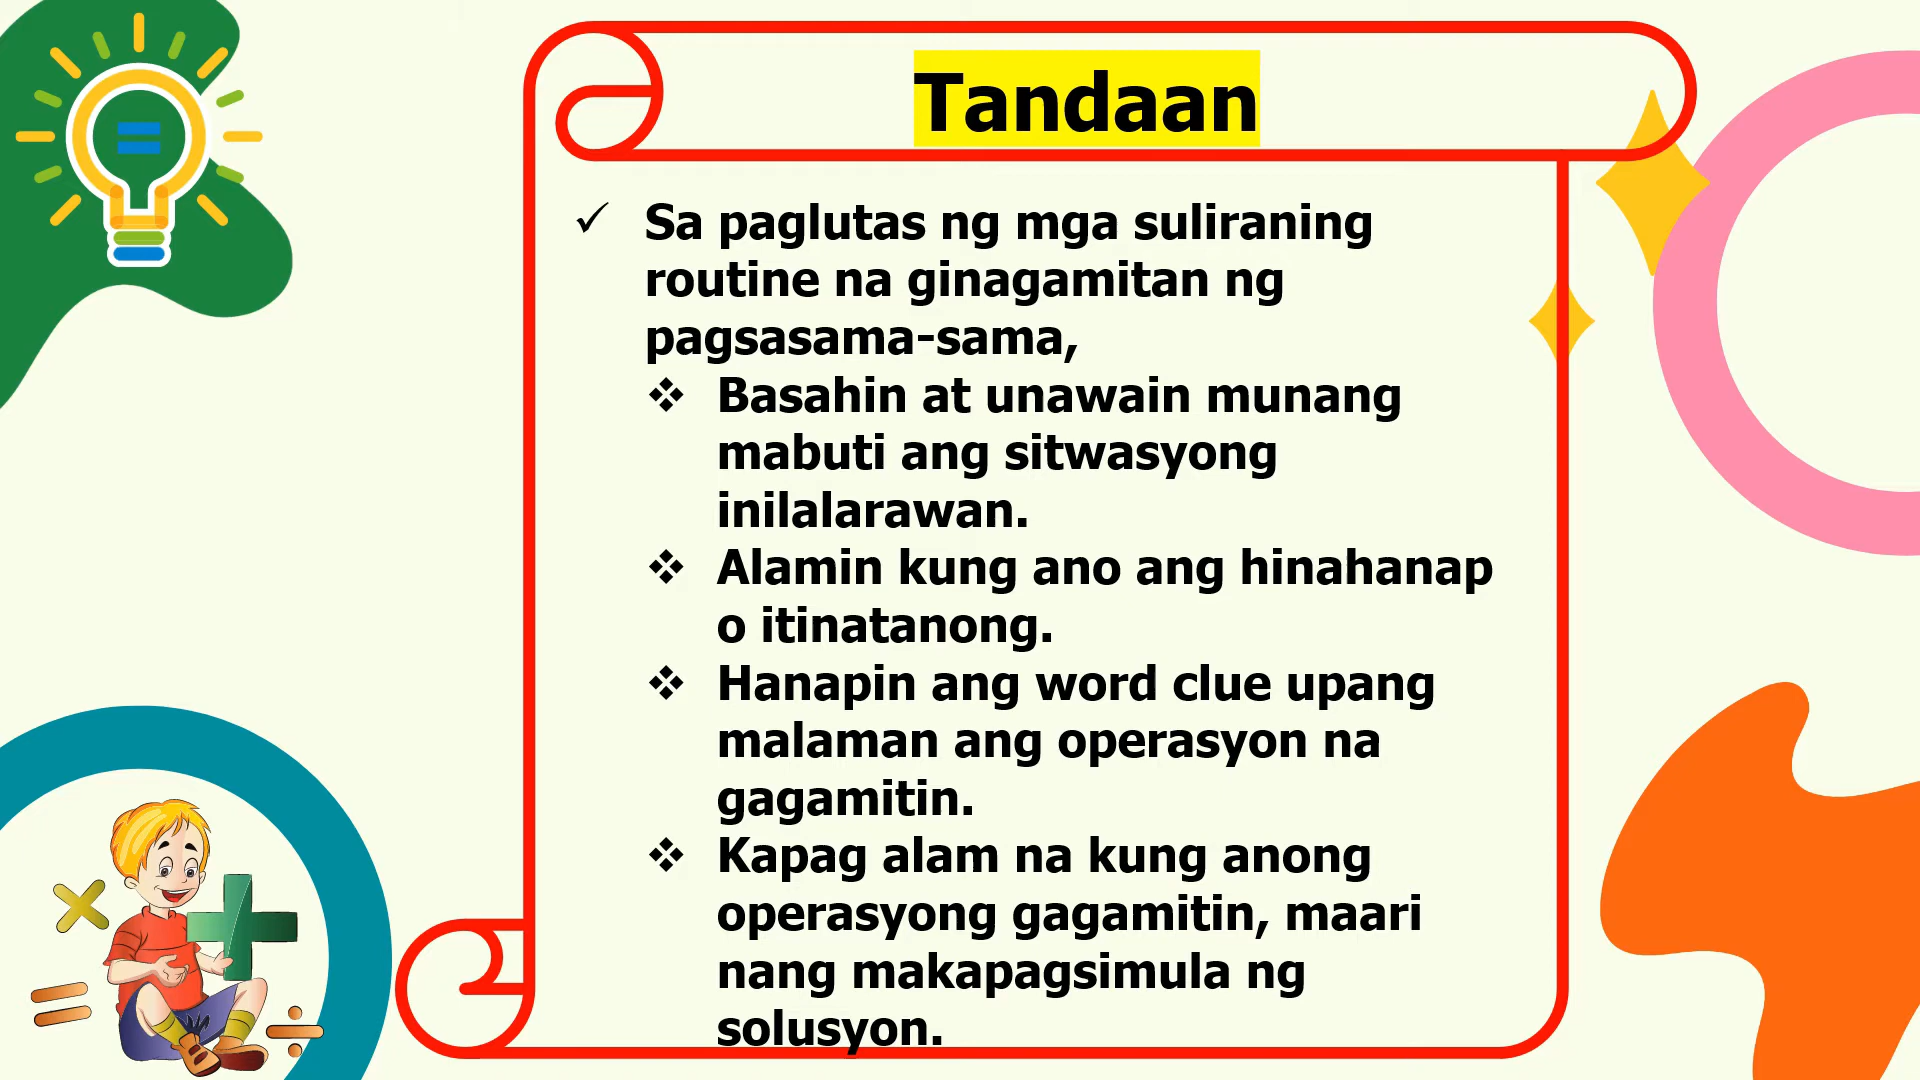 Tandaan
✓ Sa paglutas ng mga suliraning
routine na ginagamitan ng
pagsasama-sama,
❖ Basahin at unawain munang
mabuti ang sitwasyong
inilalarawan.
❖ Alamin kung ano ang hinahanap
o itinatanong.
❖ Hanapin ang word clue upang
malaman ang operasyon na
gagamitin.
❖ Kapag alam na kung anong
operasyong gagamitin, maari
nang makapagsimula ng
solusyon.